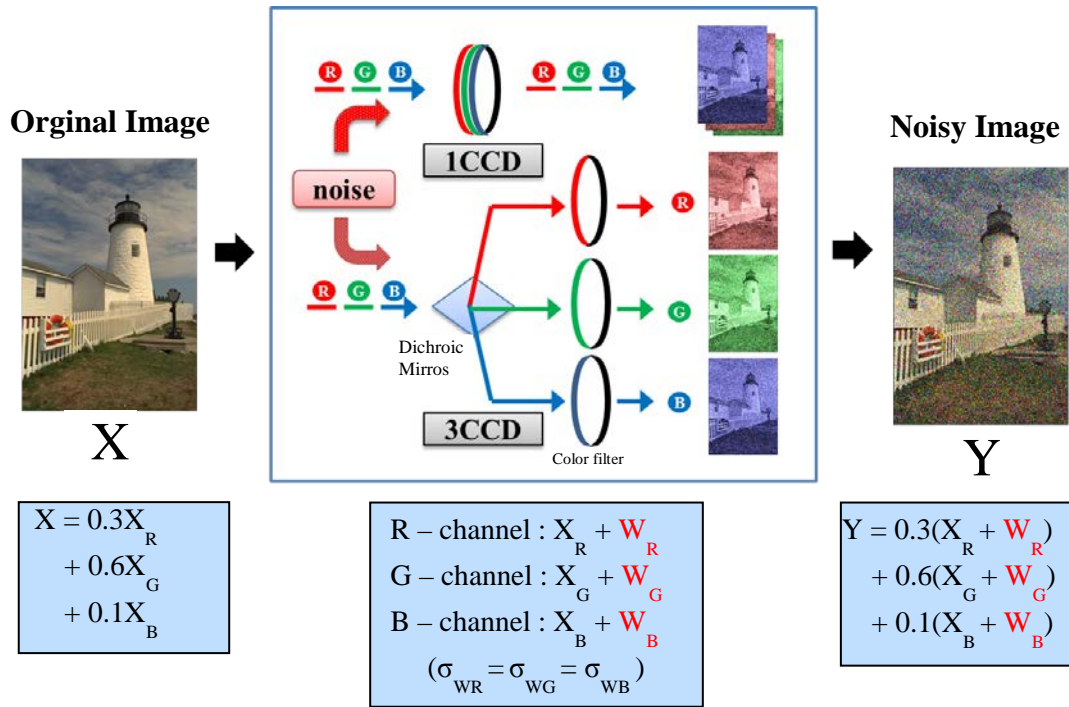 Orginal Image
X
X = 0.3X_R
+ 0.6X_G
+ 0.1X_B
R G B
R G B
noise
1CCD
R G B
Dichroic
Mirros
3CCD
Color filter
R
G
B
R – channel : X_R + W_R
G – channel : X_G + W_G
B – channel : X_B + W_B
(σ_WR = σ_WG = σ_WB)
Noisy Image
Y
Y = 0.3(X_R + W_R)
+ 0.6(X_G + W_G)
+ 0.1(X_B + W_B)